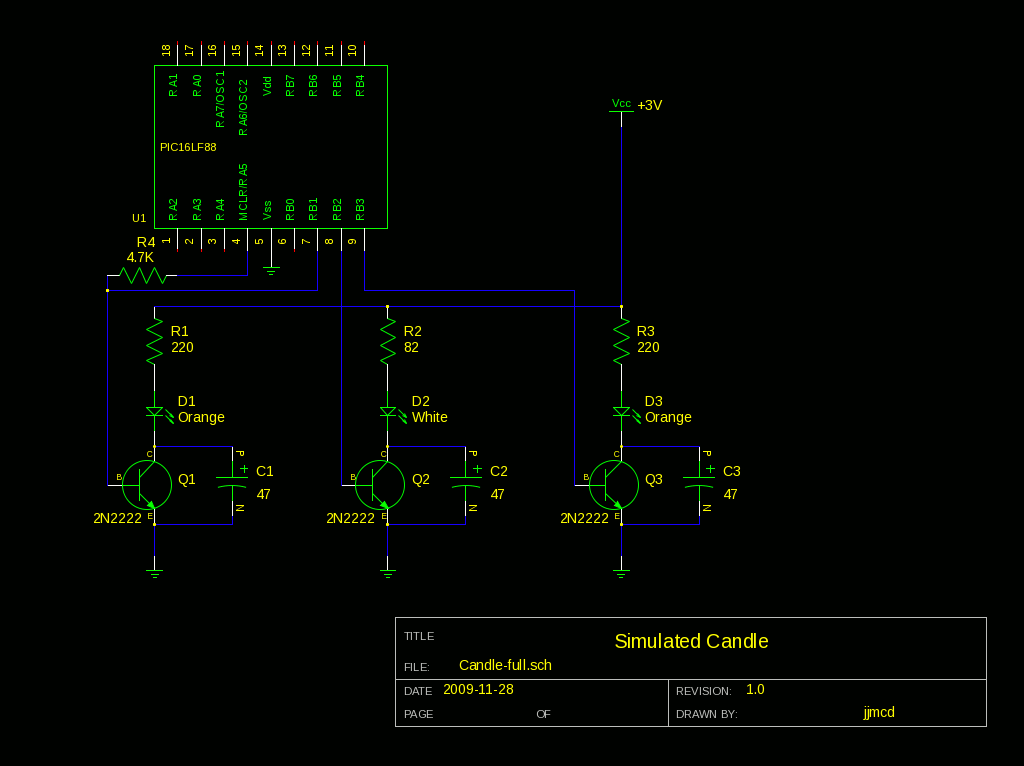 18 17 16 15 14 13 12 11 10
RA1 RA0 RA7/OSC1 RA6/OSC2 Vdd RB7 RB6 RB5 RB4
Vcc +3V
PIC16LF88
RA2 RA3 RA4 MCLR/RA5 Vss RB0 RB1 RB2 RB3
U1
1 2 3 4 5 6 7 8 9
R4
4.7K
R1 R2 R3
220 82 220
D1 D2 D3
Orange White Orange
C P C P C P
B Q1 + C1 B Q2 + C2 B Q3 + C3
47 47 47
2N2222 E N 2N2222 E N 2N2222 E N
TITLE Simulated Candle
FILE: Candle-full.sch
DATE 2009-11-28 REVISION: 1.0
PAGE OF DRAWN BY: jjmcd